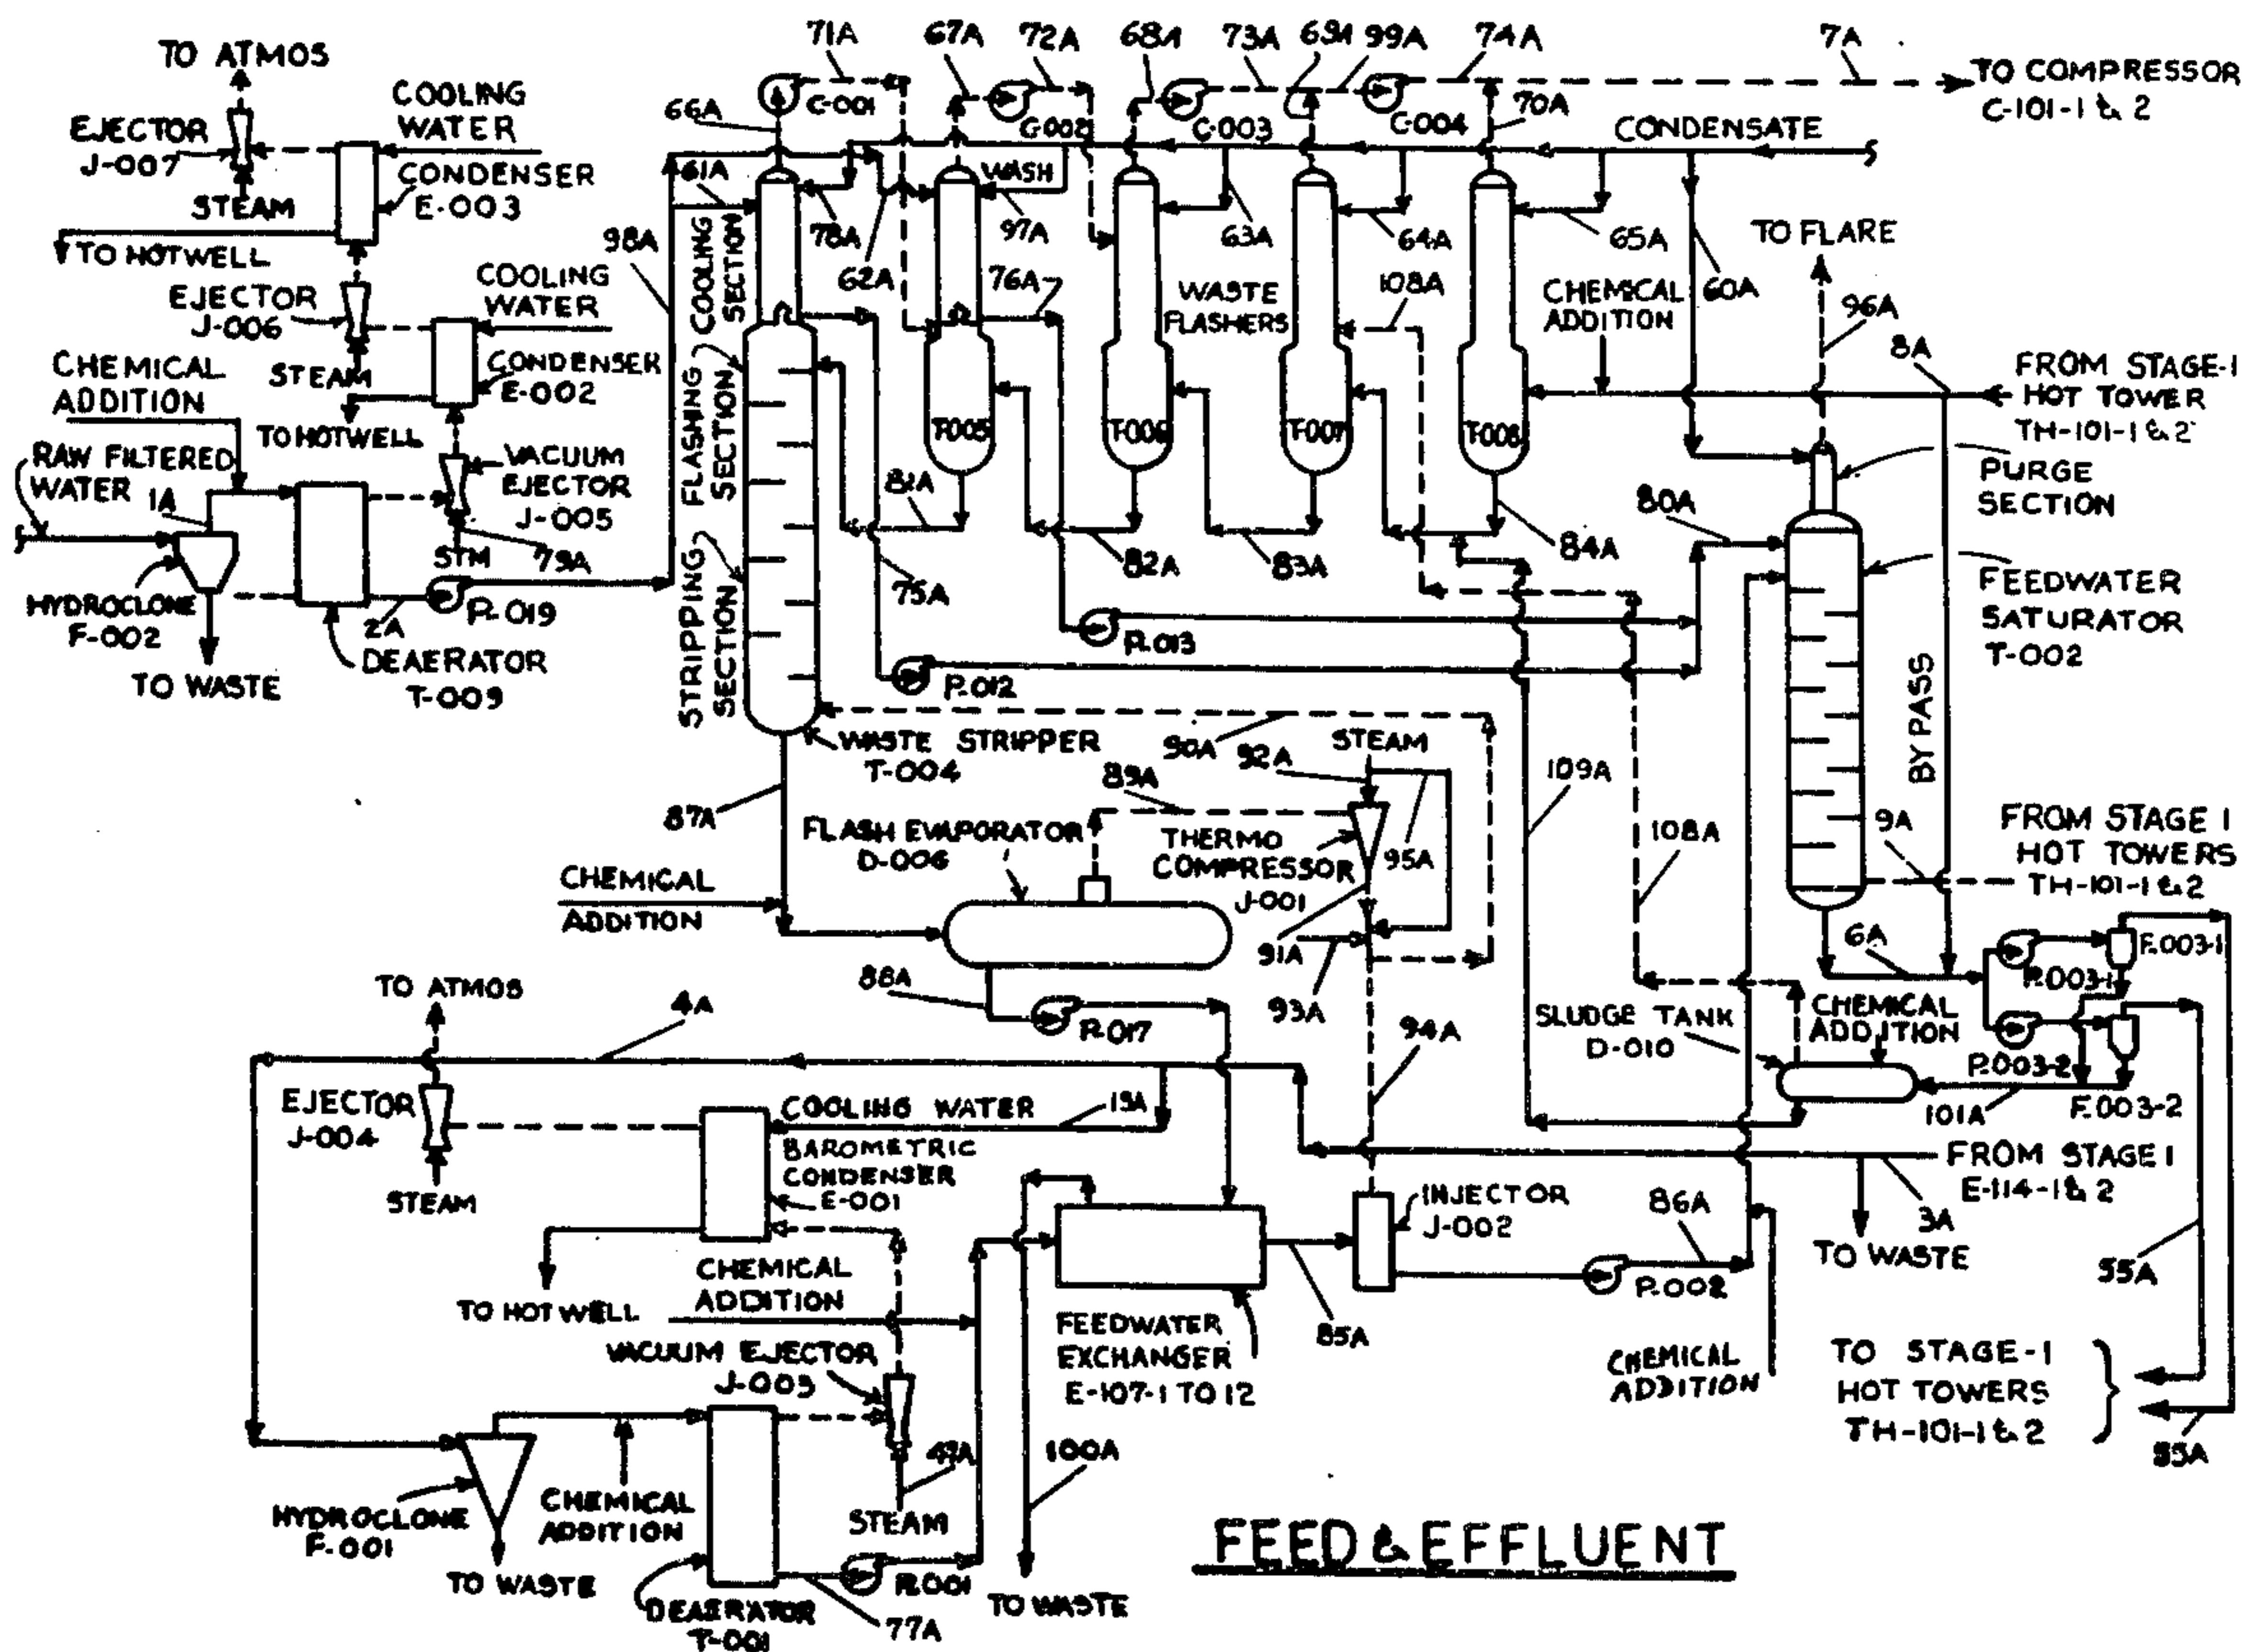 TO ATMOS
COOLING
WATER
EJECTOR
J-007
CONDENSER
E-003
STEAM
TO HOTWELL
COOLING
WATER
EJECTOR
J-006
STEAM
CONDENSER
E-002
TO HOTWELL
CHEMICAL
ADDITION
RAW FILTERED
WATER
1A
VACUUM
EJECTOR
J-005
STM
79A
HYDROCLONE
F-002
TO WASTE
DEAERATOR
T-009
2A
P-019
98A
61A
66A
71A
C-001
67A
72A
C-002
68A
73A
69A
99A
C-003
74A
C-004
70A
7A
TO COMPRESSOR
C-101-1 & 2
CONDENSATE
WASH
78A
62A
97A
76A
63A
64A
65A
60A
108A
COOLING
SECTION
FLASHING
SECTION
STRIPPING
SECTION
WASTE
FLASHERS
CHEMICAL
ADDITION
T-005
T-006
T-007
T-008
81A
82A
83A
84A
75A
P-013
P-012
TO FLARE
96A
8A
FROM STAGE-1
HOT TOWER
TH-101-1 & 2
PURGE
SECTION
80A
FEEDWATER
SATURATOR
T-002
BY PASS
WASTE STRIPPER
T-004
90A
87A
92A
STEAM
89A
FLASH EVAPORATOR
D-006
THERMO
COMPRESSOR
J-001
95A
91A
93A
109A
108A
9A
FROM STAGE 1
HOT TOWERS
TH-101-1 & 2
CHEMICAL
ADDITION
88A
P-017
94A
6A
P-003-1
F-003-1
P-003-2
F-003-2
SLUDGE TANK
D-010
CHEMICAL
ADDITION
101A
TO ATMOS
4A
EJECTOR
J-004
STEAM
COOLING WATER
BAROMETRIC
CONDENSER
E-001
TO HOT WELL
FROM STAGE 1
E-114-1 & 2
3A
TO WASTE
INJECTOR
J-002
86A
P-002
85A
FEEDWATER
EXCHANGER
E-107-1 TO 12
CHEMICAL
ADDITION
CHEMICAL
ADDITION
VACUUM EJECTOR
J-003
STEAM
55A
TO STAGE-1
HOT TOWERS
TH-101-1 & 2
55A
HYDROCLONE
F-001
TO WASTE
CHEMICAL
ADDITION
DEAERATOR
T-001
77A
P-001
100A
TO WASTE
FEED & EFFLUENT